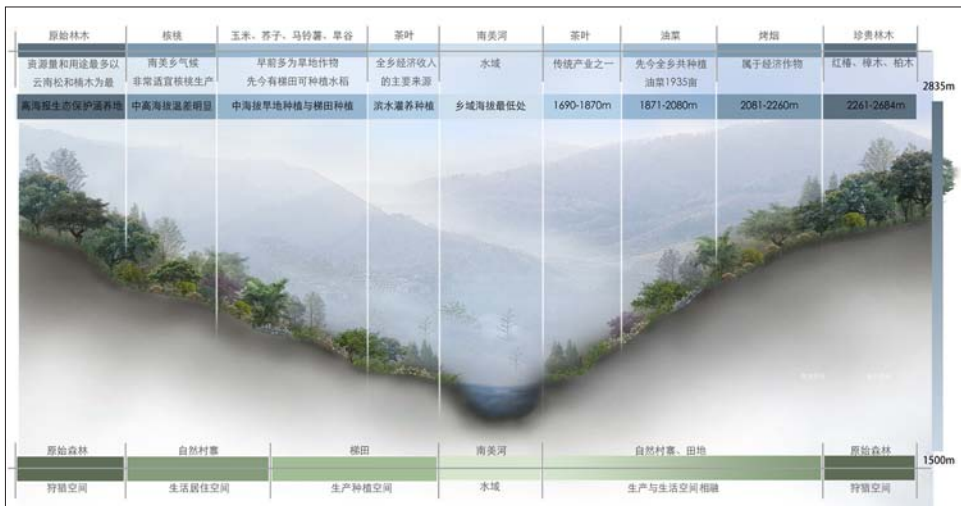 原始林木 核桃 玉米、荞子、马铃薯、旱谷 茶叶 南美河 茶叶 油菜 烤烟 珍贵林木
资源量和用途最多以 南美乡气候 早前多为旱地作物 全乡经济收入 水域 传统产业之一 先今全乡共种植 属于经济作物 红椿、樟木、柏木
云南松和楠木为最 非常适宜核桃生产 先今有梯田可种植水稻 的主要来源 油菜1935亩
2835m
高海报生态保护涵养地 中高海拔温差明显 中海拔旱地种植与梯田种植 滨水灌养种植 乡域海拔最低处 1690-1870m 1871-2080m 2081-2260m 2261-2684m
原始森林 自然村寨 梯田 南美河 自然村寨、田地 原始森林
1500m
狩猎空间 生活居住空间 生产种植空间 水域 生产与生活空间相融 狩猎空间